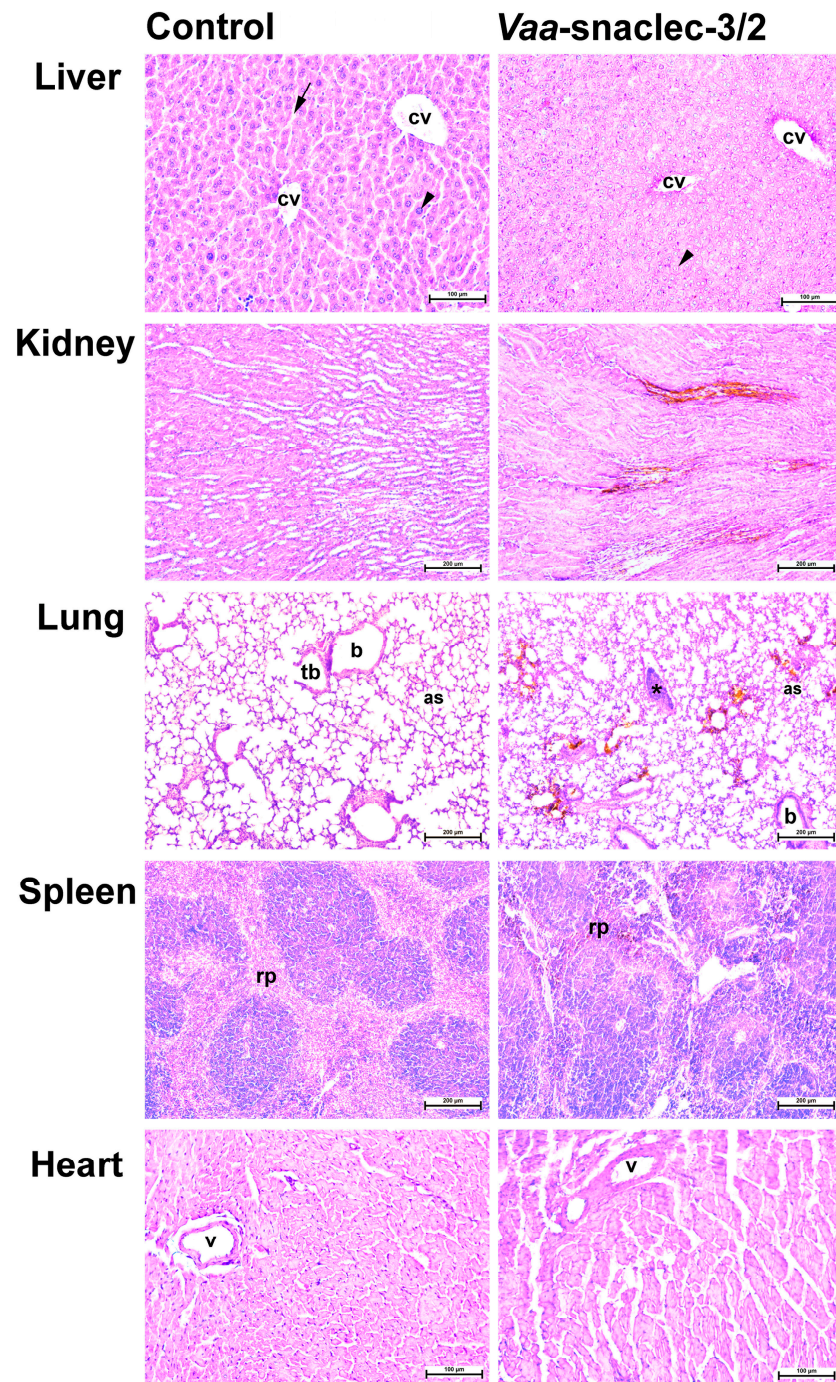 Control
Vaa-snaclec-3/2
Liver
cv
cv
100 µm
cv
cv
100 µm
Kidney
200 µm
200 µm
Lung
b
tb
as
200 µm
*
as
b
200 µm
Spleen
rp
200 µm
rp
200 µm
Heart
v
100 µm
v
100 µm